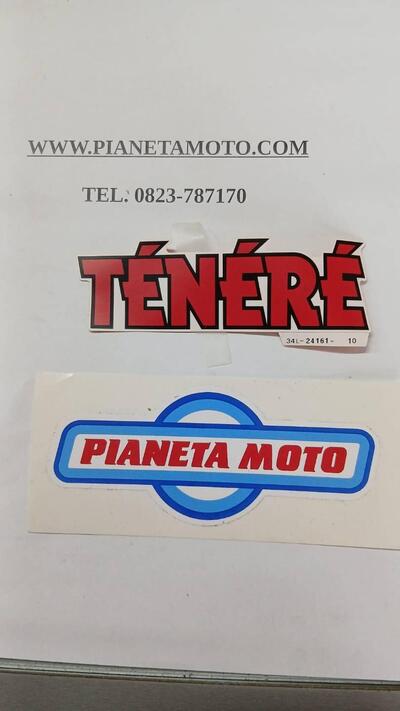 WWW.PIANETAMOTO.COM
TEL. 0823-787170
TÉNÉRÉ
34L-24161- 10
PIANETA MOTO